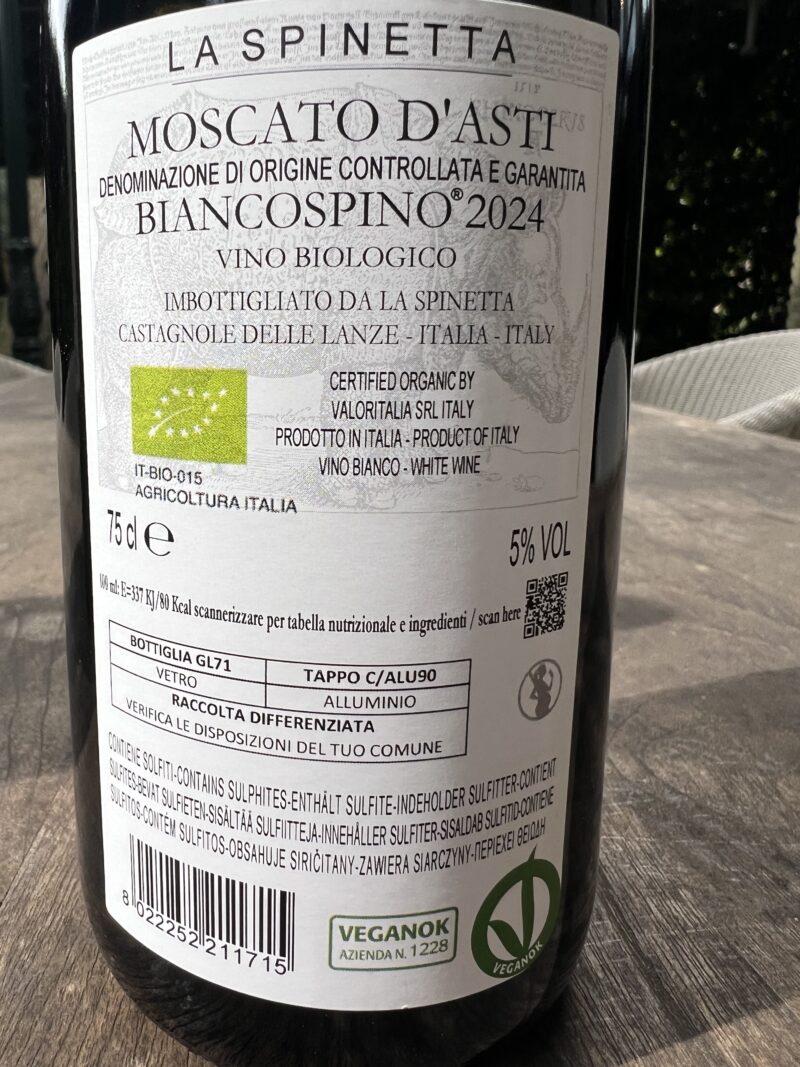 LA SPINETTA
MOSCATO D'ASTI
DENOMINAZIONE DI ORIGINE CONTROLLATA E GARANTITA
BIANCOSPINO® 2024
VINO BIOLOGICO
IMBOTTIGLIATO DA LA SPINETTA
CASTAGNOLE DELLE LANZE - ITALIA - ITALY
CERTIFIED ORGANIC BY
VALORITALIA SRL ITALY
PRODOTTO IN ITALIA - PRODUCT OF ITALY
VINO BIANCO - WHITE WINE
IT-BIO-015
AGRICOLTURA ITALIA
75 cl e
5% VOL
ml: E=337 KJ/80 Kcal scannerizzare per tabella nutrizionale e ingredienti / scan here
BOTTIGLIA GL71
TAPPO C/ALU90
VETRO
ALLUMINIO
RACCOLTA DIFFERENZIATA
VERIFICA LE DISPOSIZIONI DEL TUO COMUNE
CONTIENE SOLFITI-CONTAINS SULPHITES-ENTHÄLT SULFITE-INDEHOLDER SULFITTER-CONTIENT
SULFITES-BEVAT SULFIETEN-SISÄLTÄÄ SULFIITTEJA-INNEHÅLLER SULFITER-SISALDAB SULFITID-CONTIENE
SULFITOS-CONTÉM SULFITOS-OBSAHUJE SIRIČITANY-ZAWIERA SIARCZYNY-ΠΕΡΙΕΧΕΙ ΘΕΙΩΔΗ
8 022252 211715
VEGANOK
AZIENDA N. 1228
VEGANOK